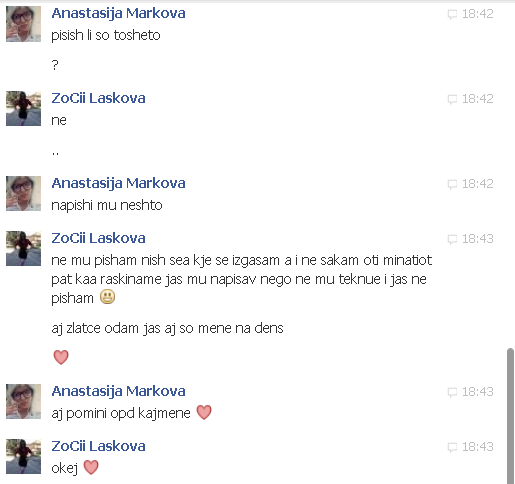 Anastasija Markova 18:42
pisish li so tosheto
?
ZoCii Laskova 18:42
ne
..
Anastasija Markova 18:42
napishi mu neshto
ZoCii Laskova 18:43
ne mu pisham nish sea kje se izgasam a i ne sakam oti minatiot
pat kaa raskiname jas mu napisav nego ne mu teknue i jas ne
pisham 😀
aj zlatce odam jas aj so mene na dens
❤
Anastasija Markova 18:43
aj pomini opd kajmene ❤
ZoCii Laskova 18:43
okej ❤